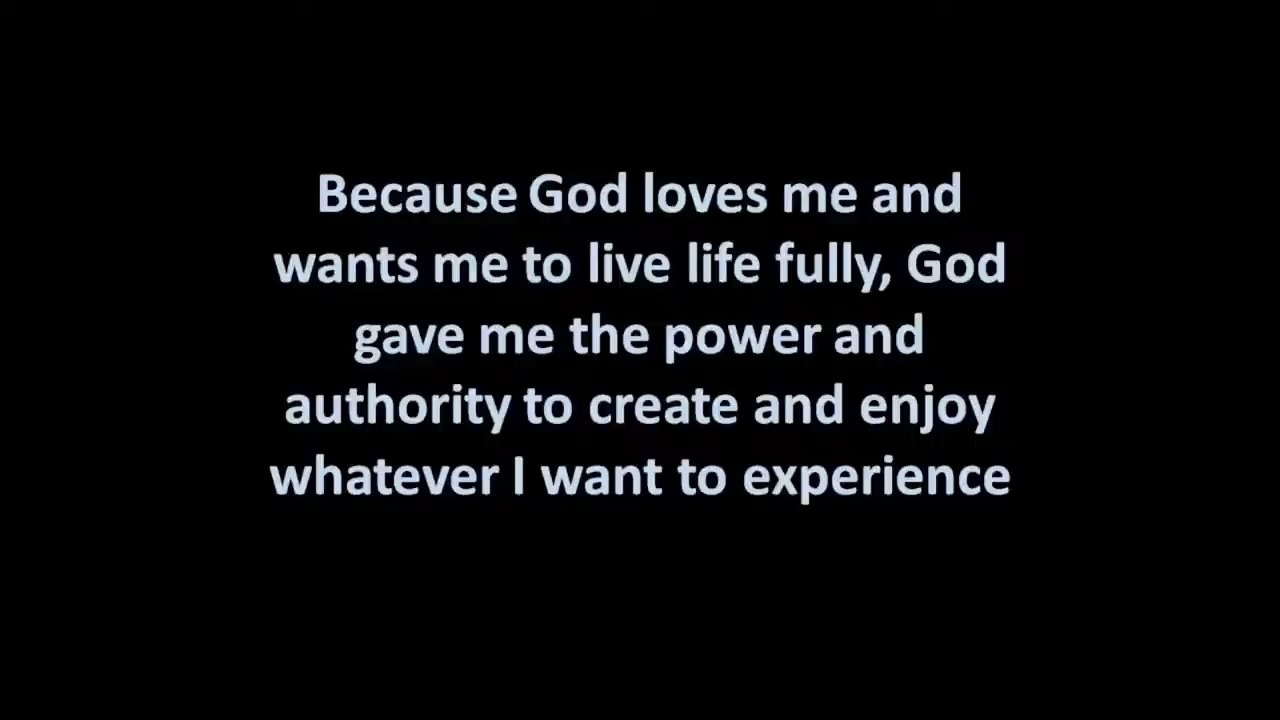 Because God loves me and
wants me to live life fully, God
gave me the power and
authority to create and enjoy
whatever I want to experience